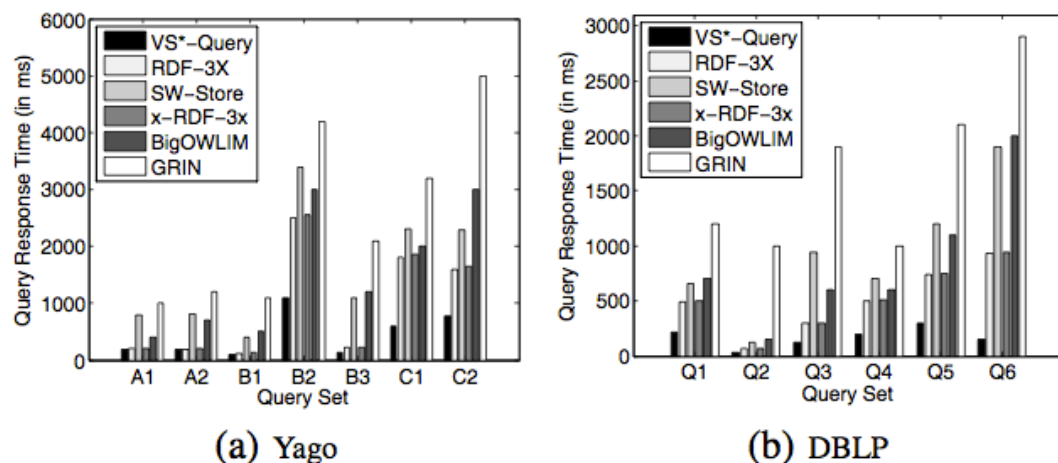 Query Response Time (in ms)
6000
5000
4000
3000
2000
1000
0
VS*-Query
RDF-3X
SW-Store
x-RDF-3x
BigOWLIM
GRIN
A1 A2 B1 B2 B3 C1 C2
Query Set
(a) Yago
Query Response Time (in ms)
3000
2500
2000
1500
1000
500
0
VS*-Query
RDF-3X
SW-Store
x-RDF-3x
BigOWLIM
GRIN
Q1 Q2 Q3 Q4 Q5 Q6
Query Set
(b) DBLP